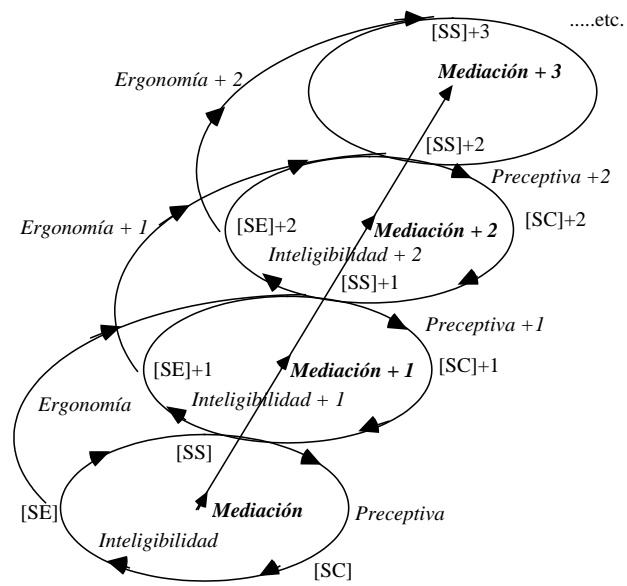 [SS]+3 .....etc.
Ergonomía + 2 Mediación + 3
[SS]+2
Preceptiva +2
Ergonomía + 1 [SE]+2 Mediación + 2 [SC]+2
Inteligibilidad + 2
[SS]+1
Preceptiva +1
[SE]+1 Mediación + 1 [SC]+1
Ergonomía Inteligibilidad + 1
[SS]
[SE] Mediación Preceptiva
Inteligibilidad
[SC]